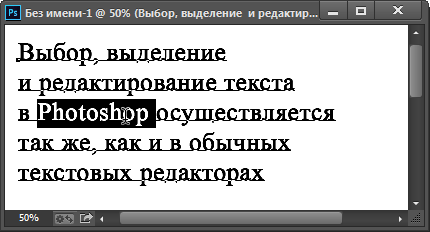 Ps Без имени-1 @ 50% (Выбор, выделение и редактир...
Выбор, выделение
и редактирование текста
в Photoshop осуществляется
так же, как и в обычных
текстовых редакторах
50%